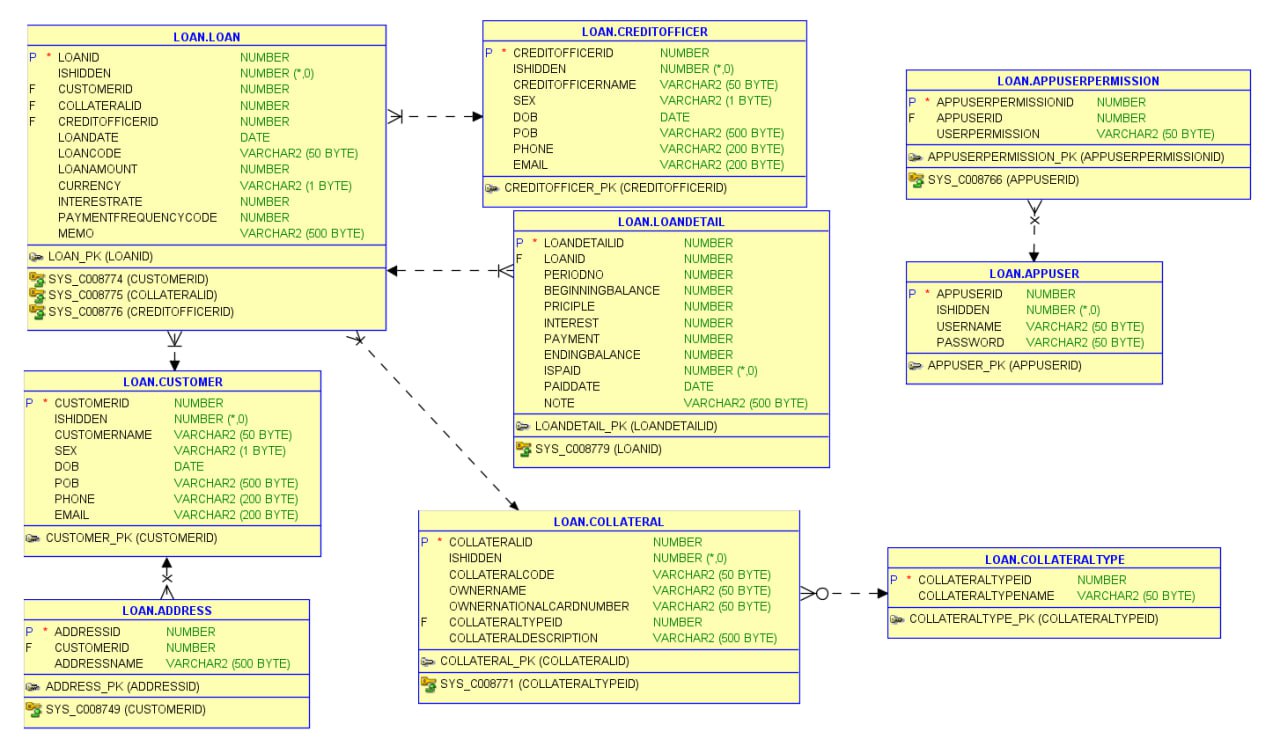 LOAN.LOAN
P * LOANID NUMBER
ISHIDDEN NUMBER (*,0)
F CUSTOMERID NUMBER
F COLLATERALID NUMBER
F CREDITOFFICERID NUMBER
LOANDATE DATE
LOANCODE VARCHAR2 (50 BYTE)
LOANAMOUNT NUMBER
CURRENCY VARCHAR2 (1 BYTE)
INTERESTRATE NUMBER
PAYMENTFREQUENCYCODE NUMBER
MEMO VARCHAR2 (500 BYTE)
LOAN_PK (LOANID)
SYS_C008774 (CUSTOMERID)
SYS_C008775 (COLLATERALID)
SYS_C008776 (CREDITOFFICERID)
LOAN.CREDITOFFICER
P * CREDITOFFICERID NUMBER
ISHIDDEN NUMBER (*,0)
CREDITOFFICERNAME VARCHAR2 (50 BYTE)
SEX VARCHAR2 (1 BYTE)
DOB DATE
POB VARCHAR2 (500 BYTE)
PHONE VARCHAR2 (200 BYTE)
EMAIL VARCHAR2 (200 BYTE)
CREDITOFFICER_PK (CREDITOFFICERID)
LOAN.APPUSERPERMISSION
P * APPUSERPERMISSIONID NUMBER
F APPUSERID NUMBER
USERPERMISSION VARCHAR2 (50 BYTE)
APPUSERPERMISSION_PK (APPUSERPERMISSIONID)
SYS_C008766 (APPUSERID)
LOAN.LOANDETAIL
P * LOANDETAILID NUMBER
F LOANID NUMBER
PERIODNO NUMBER
BEGINNINGBALANCE NUMBER
PRICIPLE NUMBER
INTEREST NUMBER
PAYMENT NUMBER
ENDINGBALANCE NUMBER
ISPAID NUMBER (*,0)
PAIDDATE DATE
NOTE VARCHAR2 (500 BYTE)
LOANDETAIL_PK (LOANDETAILID)
SYS_C008779 (LOANID)
LOAN.APPUSER
P * APPUSERID NUMBER
ISHIDDEN NUMBER (*,0)
USERNAME VARCHAR2 (50 BYTE)
PASSWORD VARCHAR2 (50 BYTE)
APPUSER_PK (APPUSERID)
LOAN.CUSTOMER
P * CUSTOMERID NUMBER
ISHIDDEN NUMBER (*,0)
CUSTOMERNAME VARCHAR2 (50 BYTE)
SEX VARCHAR2 (1 BYTE)
DOB DATE
POB VARCHAR2 (500 BYTE)
PHONE VARCHAR2 (200 BYTE)
EMAIL VARCHAR2 (200 BYTE)
CUSTOMER_PK (CUSTOMERID)
LOAN.COLLATERAL
P * COLLATERALID NUMBER
ISHIDDEN NUMBER (*,0)
COLLATERALCODE VARCHAR2 (50 BYTE)
OWNERNAME VARCHAR2 (50 BYTE)
OWNERNATIONALCARDNUMBER VARCHAR2 (50 BYTE)
F COLLATERALTYPEID NUMBER
COLLATERALDESCRIPTION VARCHAR2 (500 BYTE)
COLLATERAL_PK (COLLATERALID)
SYS_C008771 (COLLATERALTYPEID)
LOAN.COLLATERALTYPE
P * COLLATERALTYPEID NUMBER
COLLATERALTYPENAME VARCHAR2 (50 BYTE)
COLLATERALTYPE_PK (COLLATERALTYPEID)
LOAN.ADDRESS
P * ADDRESSID NUMBER
F CUSTOMERID NUMBER
ADDRESSNAME VARCHAR2 (500 BYTE)
ADDRESS_PK (ADDRESSID)
SYS_C008749 (CUSTOMERID)